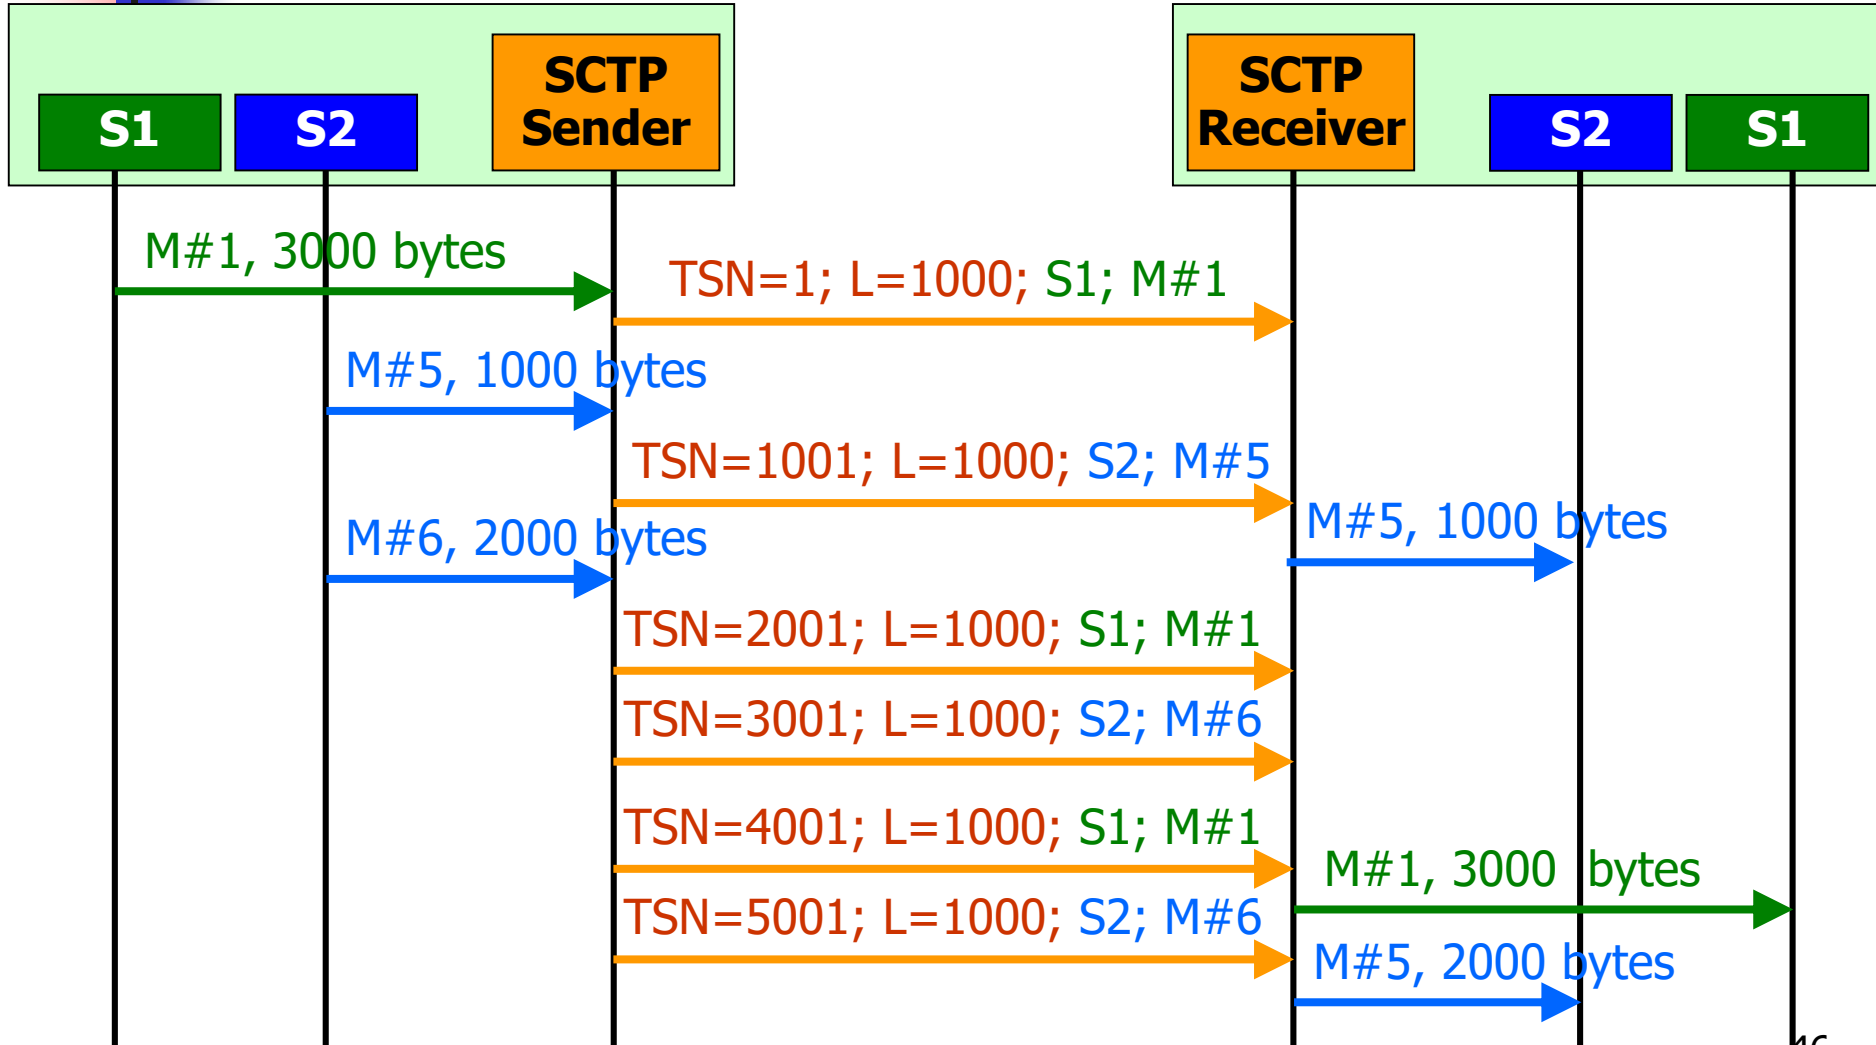 SCTP
Sender
S1
S2
SCTP
Receiver
S2
S1
M#1, 3000 bytes
TSN=1; L=1000; S1; M#1
M#5, 1000 bytes
TSN=1001; L=1000; S2; M#5
M#5, 1000 bytes
M#6, 2000 bytes
TSN=2001; L=1000; S1; M#1
TSN=3001; L=1000; S2; M#6
TSN=4001; L=1000; S1; M#1
M#1, 3000 bytes
TSN=5001; L=1000; S2; M#6
M#5, 2000 bytes